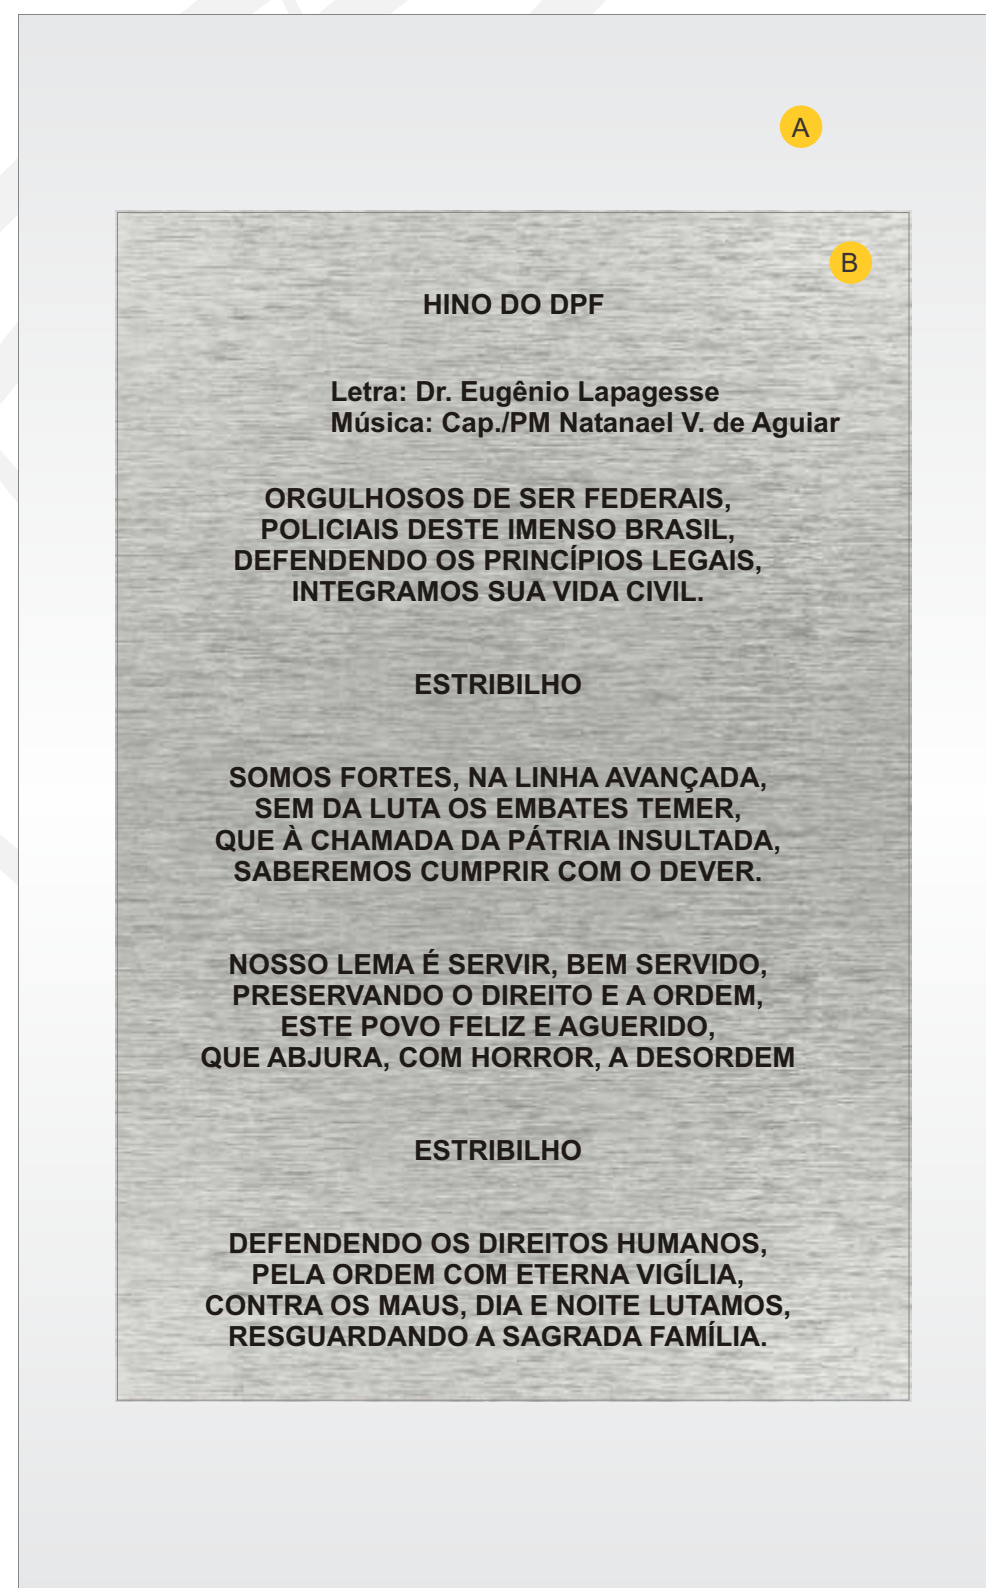 A
B
HINO DO DPF
Letra: Dr. Eugênio Lapagesse
Música: Cap./PM Natanael V. de Aguiar
ORGULHOSOS DE SER FEDERAIS,
POLICIAIS DESTE IMENSO BRASIL,
DEFENDENDO OS PRINCÍPIOS LEGAIS,
INTEGRAMOS SUA VIDA CIVIL.
ESTRIBILHO
SOMOS FORTES, NA LINHA AVANÇADA,
SEM DA LUTA OS EMBATES TEMER,
QUE À CHAMADA DA PÁTRIA INSULTADA,
SABEREMOS CUMPRIR COM O DEVER.
NOSSO LEMA É SERVIR, BEM SERVIDO,
PRESERVANDO O DIREITO E A ORDEM,
ESTE POVO FELIZ E AGUERIDO,
QUE ABJURA, COM HORROR, A DESORDEM
ESTRIBILHO
DEFENDENDO OS DIREITOS HUMANOS,
PELA ORDEM COM ETERNA VIGÍLIA,
CONTRA OS MAUS, DIA E NOITE LUTAMOS,
RESGUARDANDO A SAGRADA FAMÍLIA.